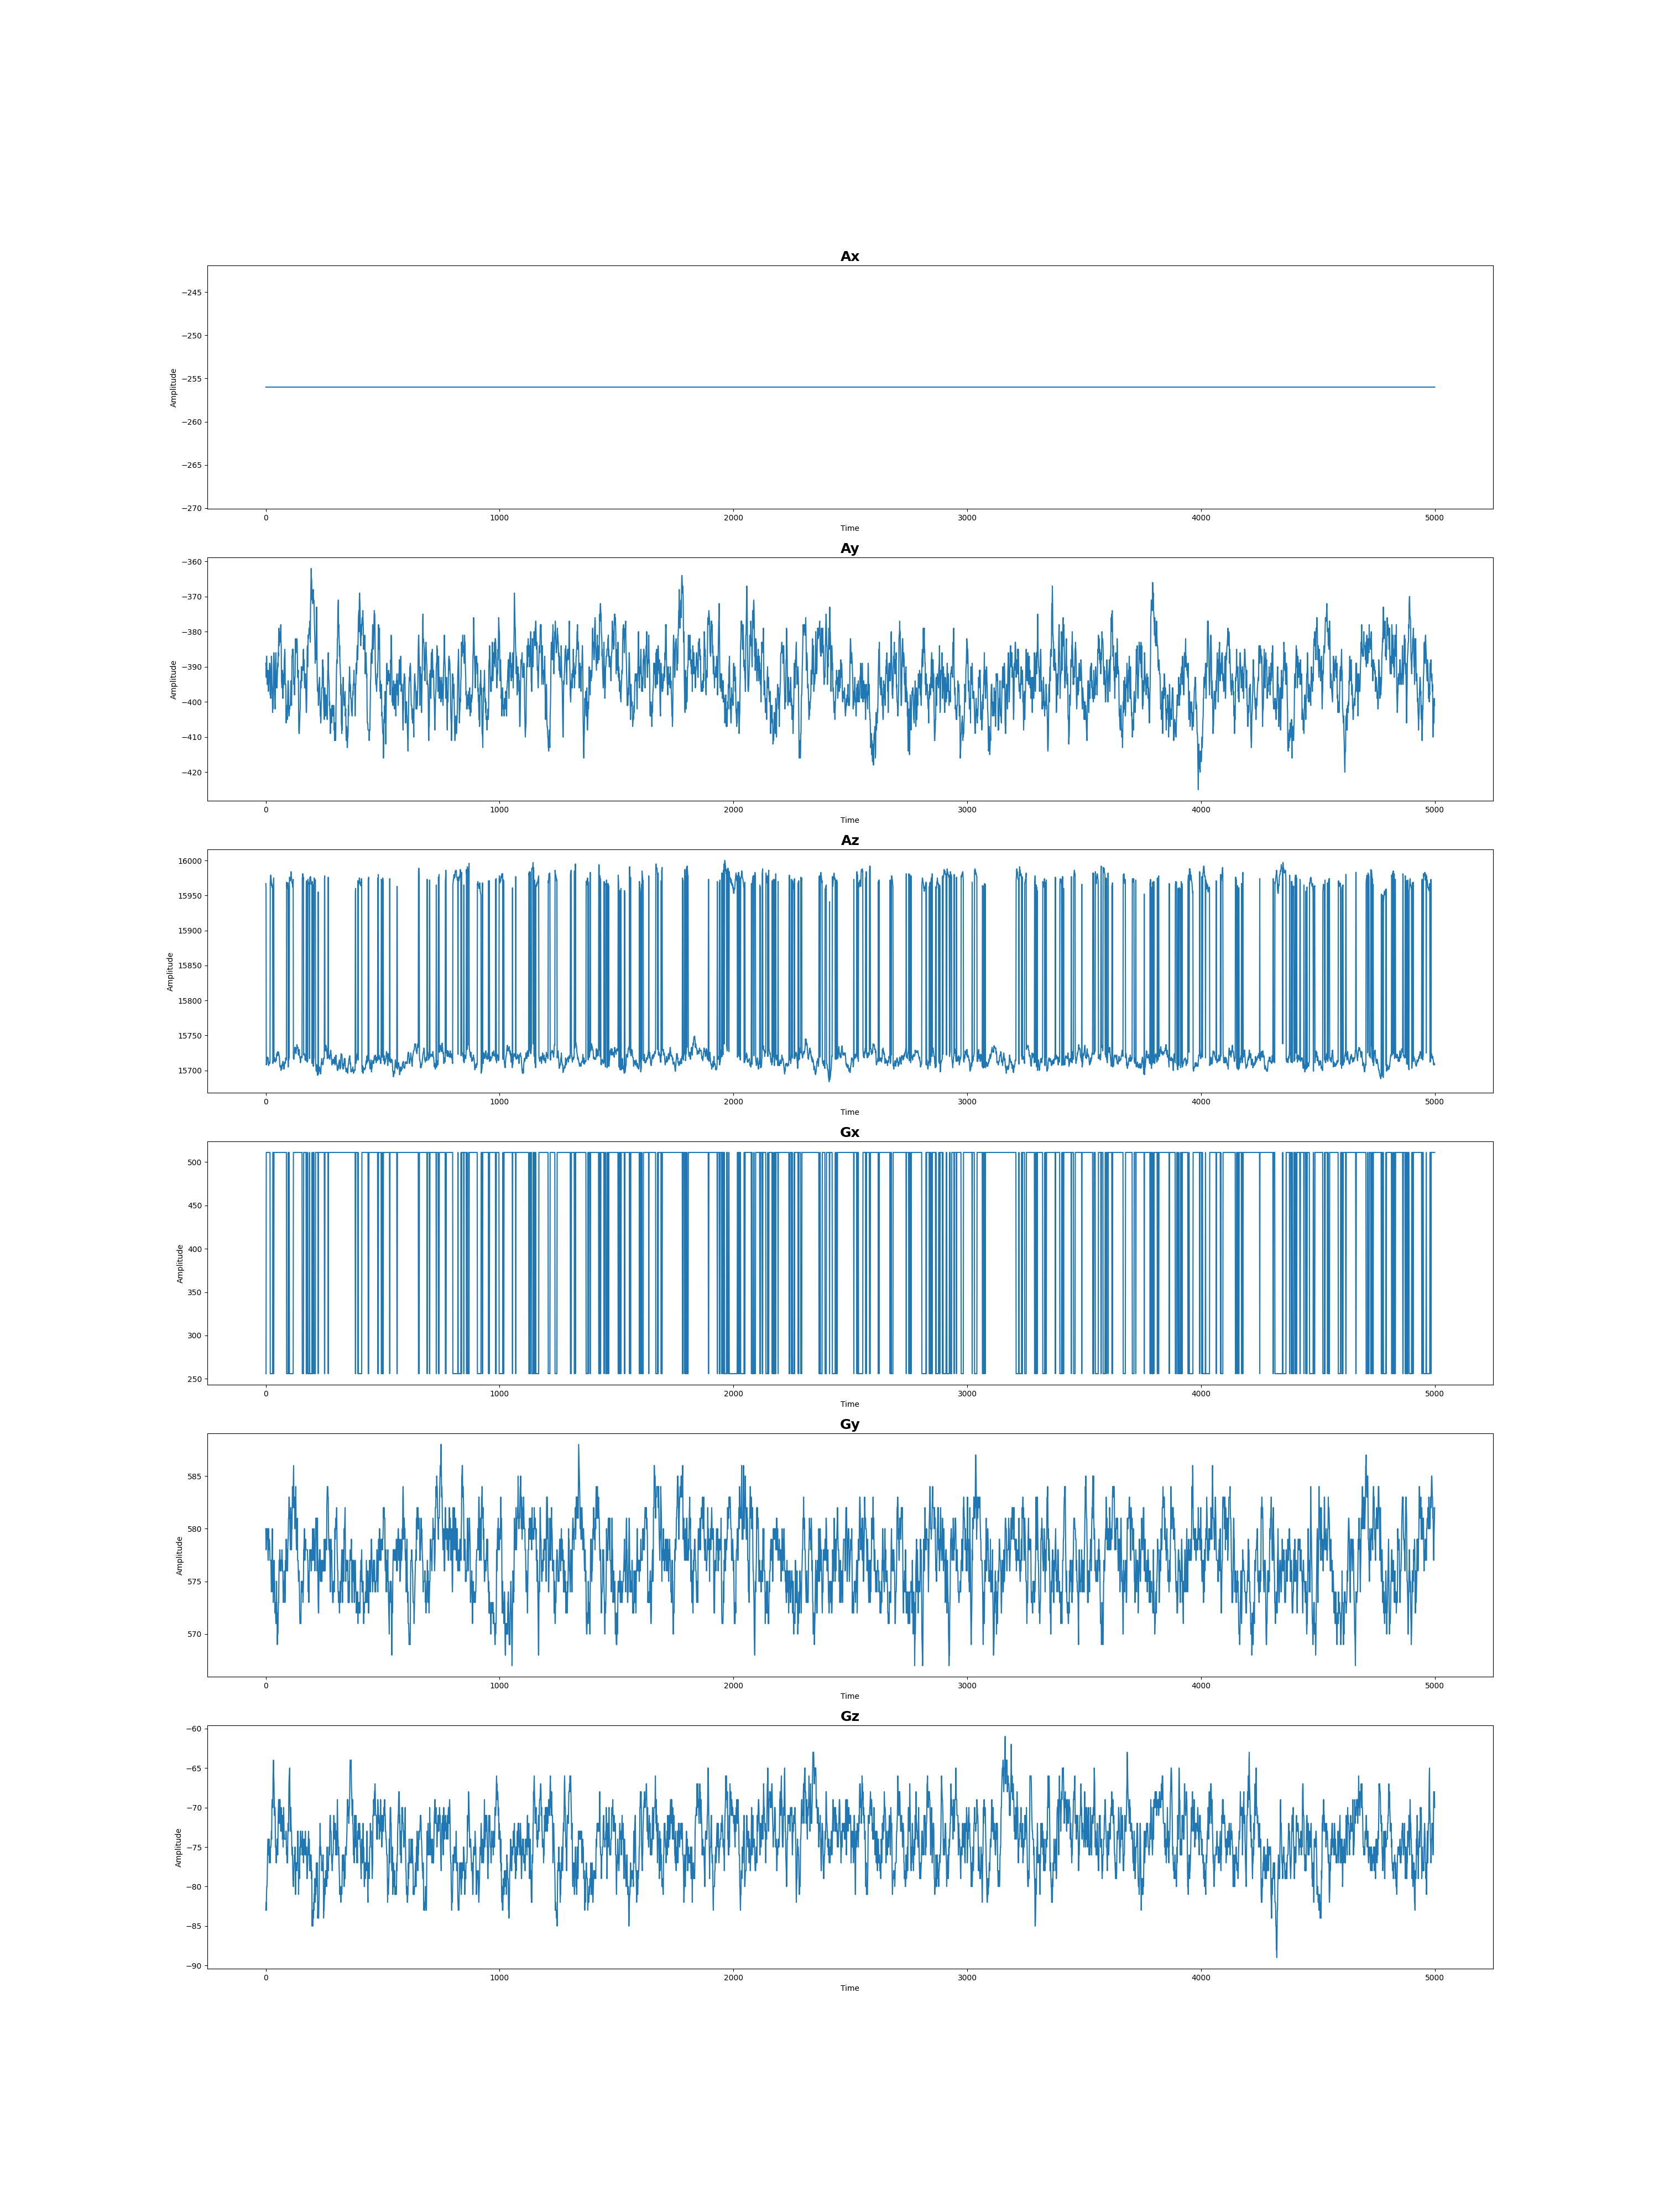 Ax
−245
−250
−255
−260
−265
−270
Amplitude
0 1000 2000 3000 4000 5000
Time
Ay
−360
−370
−380
−390
−400
−410
−420
Amplitude
0 1000 2000 3000 4000 5000
Time
Az
16000
15950
15900
15850
15800
15750
15700
Amplitude
0 1000 2000 3000 4000 5000
Time
Gx
500
450
400
350
300
250
Amplitude
0 1000 2000 3000 4000 5000
Time
Gy
585
580
575
570
Amplitude
0 1000 2000 3000 4000 5000
Time
Gz
−60
−65
−70
−75
−80
−85
−90
Amplitude
0 1000 2000 3000 4000 5000
Time